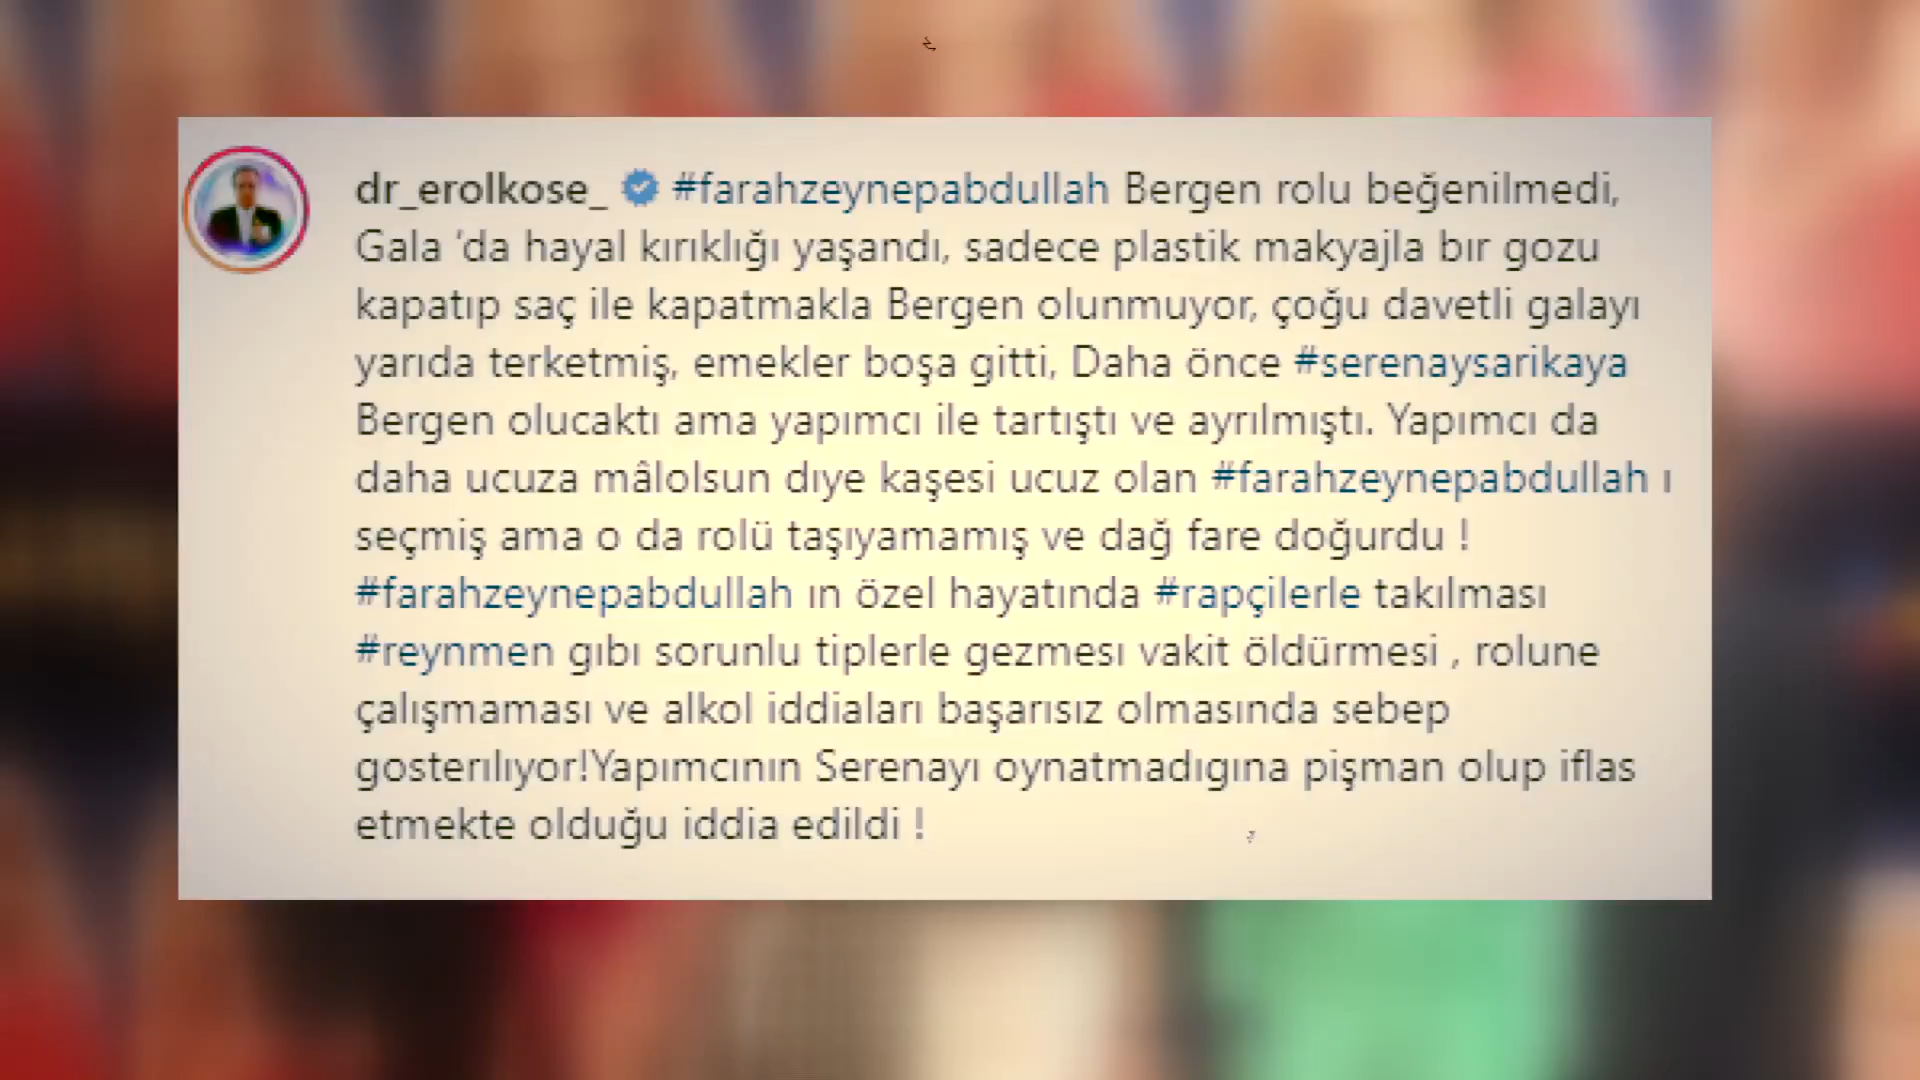 dr_erolkose_ #farahzeynepabdullah Bergen rolu beğenilmedi,
Gala 'da hayal kırıklığı yaşandı, sadece plastik makyajla bır gozu
kapatıp saç ile kapatmakla Bergen olunmuyor, çoğu davetli galayı
yarıda terketmiş, emekler boşa gitti, Daha önce #serenaysarikaya
Bergen olucaktı ama yapımcı ile tartıştı ve ayrılmıştı. Yapımcı da
daha ucuza mâlolsun dıye kaşesi ucuz olan #farahzeynepabdullah ı
seçmiş ama o da rolü taşıyamamış ve dağ fare doğurdu !
#farahzeynepabdullah ın özel hayatında #rapçilerle takılması
#reynmen gıbı sorunlu tiplerle gezmesı vakit öldürmesi , rolune
çalışmaması ve alkol iddiaları başarısız olmasında sebep
gosterılıyor!Yapımcının Serenayı oynatmadıgına pişman olup iflas
etmekte olduğu iddia edildi !